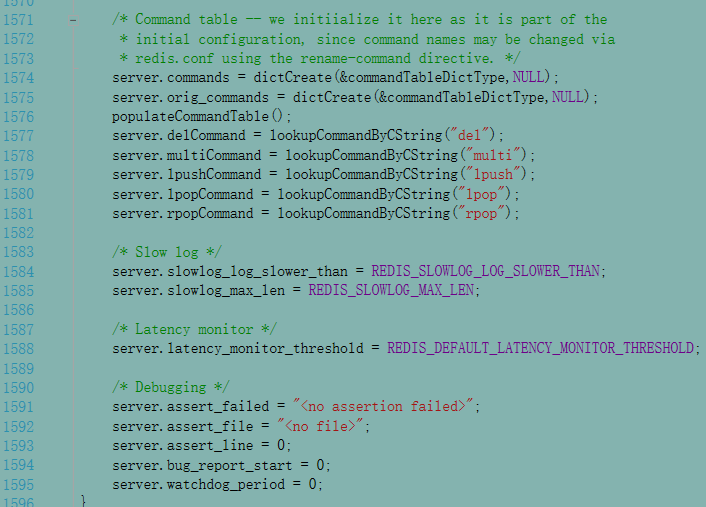 1570
1571 - /* Command table -- we initiialize it here as it is part of the
1572 * initial configuration, since command names may be changed via
1573 * redis.conf using the rename-command directive. */
1574 server.commands = dictCreate(&commandTableDictType,NULL);
1575 server.orig_commands = dictCreate(&commandTableDictType,NULL);
1576 populateCommandTable();
1577 server.delCommand = lookupCommandByCString("del");
1578 server.multiCommand = lookupCommandByCString("multi");
1579 server.lpushCommand = lookupCommandByCString("lpush");
1580 server.lpopCommand = lookupCommandByCString("lpop");
1581 server.rpopCommand = lookupCommandByCString("rpop");
1582
1583 /* Slow log */
1584 server.slowlog_log_slower_than = REDIS_SLOWLOG_LOG_SLOWER_THAN;
1585 server.slowlog_max_len = REDIS_SLOWLOG_MAX_LEN;
1586
1587 /* Latency monitor */
1588 server.latency_monitor_threshold = REDIS_DEFAULT_LATENCY_MONITOR_THRESHOLD;
1589
1590 /* Debugging */
1591 server.assert_failed = "<no assertion failed>";
1592 server.assert_file = "<no file>";
1593 server.assert_line = 0;
1594 server.bug_report_start = 0;
1595 server.watchdog_period = 0;
1596 }